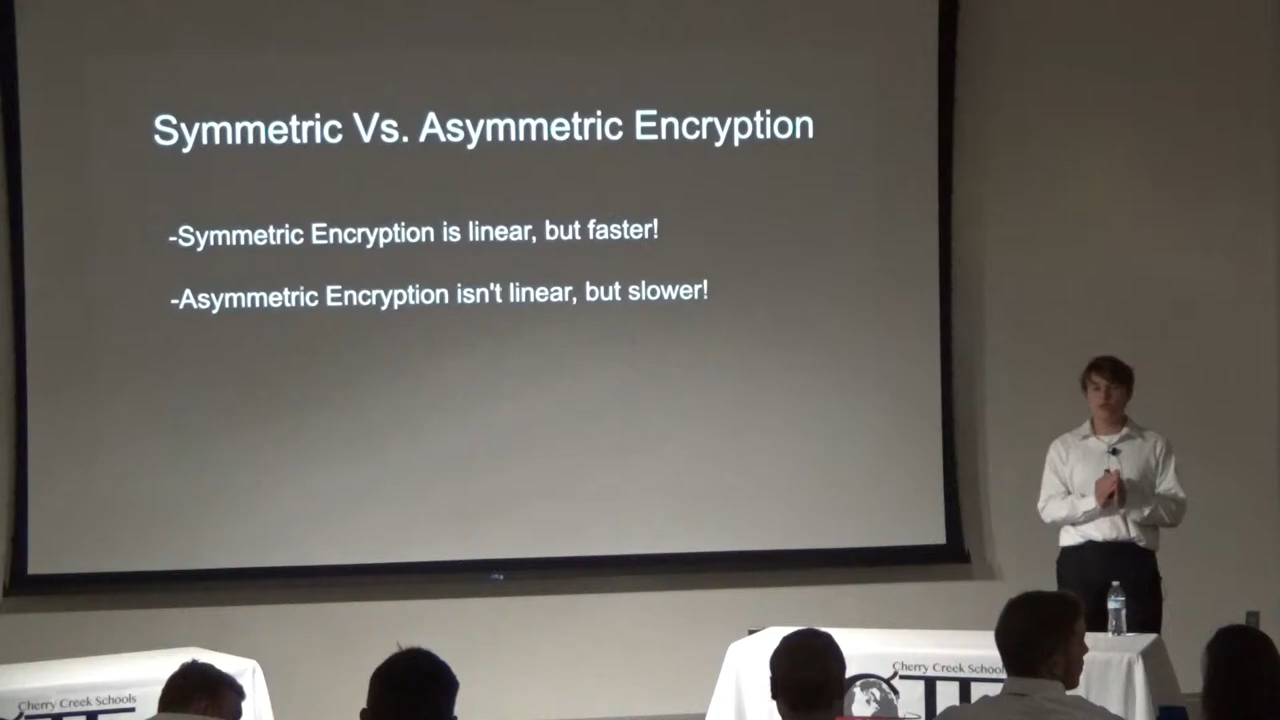 Symmetric Vs. Asymmetric Encryption
-Symmetric Encryption is linear, but faster!
-Asymmetric Encryption isn't linear, but slower!
Cherry Creek Schools
Cherry Creek Schools